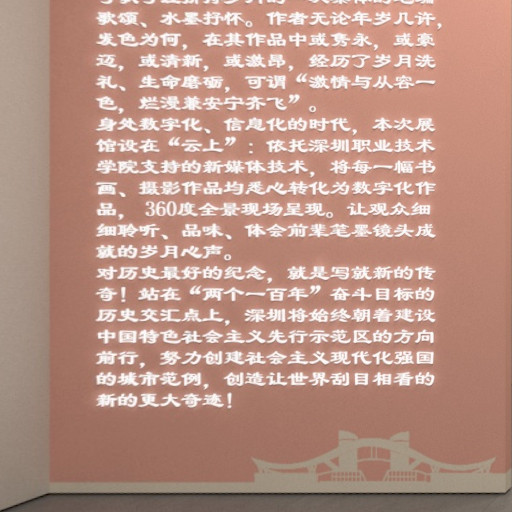 歌颂、水墨抒怀。作者无论年岁几许，
发色为何，在其作品中或隽永，或豪
迈，或清新，或激昂，经历了岁月洗
礼、生命磨砺，可谓“激情与从容一
色，烂漫兼安宁齐飞”。
身处数字化、信息化的时代，本次展
馆设在“云上”：依托深圳职业技术
学院支持的新媒体技术，将每一幅书
画、摄影作品均悉心转化为数字化作
品， 360度全景现场呈现。让观众细
细聆听、品味、体会前辈笔墨镜头成
就的岁月心声。
对历史最好的纪念，就是写就新的传
奇！站在“两个一百年”奋斗目标的
历史交汇点上，深圳将始终朝着建设
中国特色社会主义先行示范区的方向
前行，努力创建社会主义现代化强国
的城市范例，创造让世界刮目相看的
新的更大奇迹！